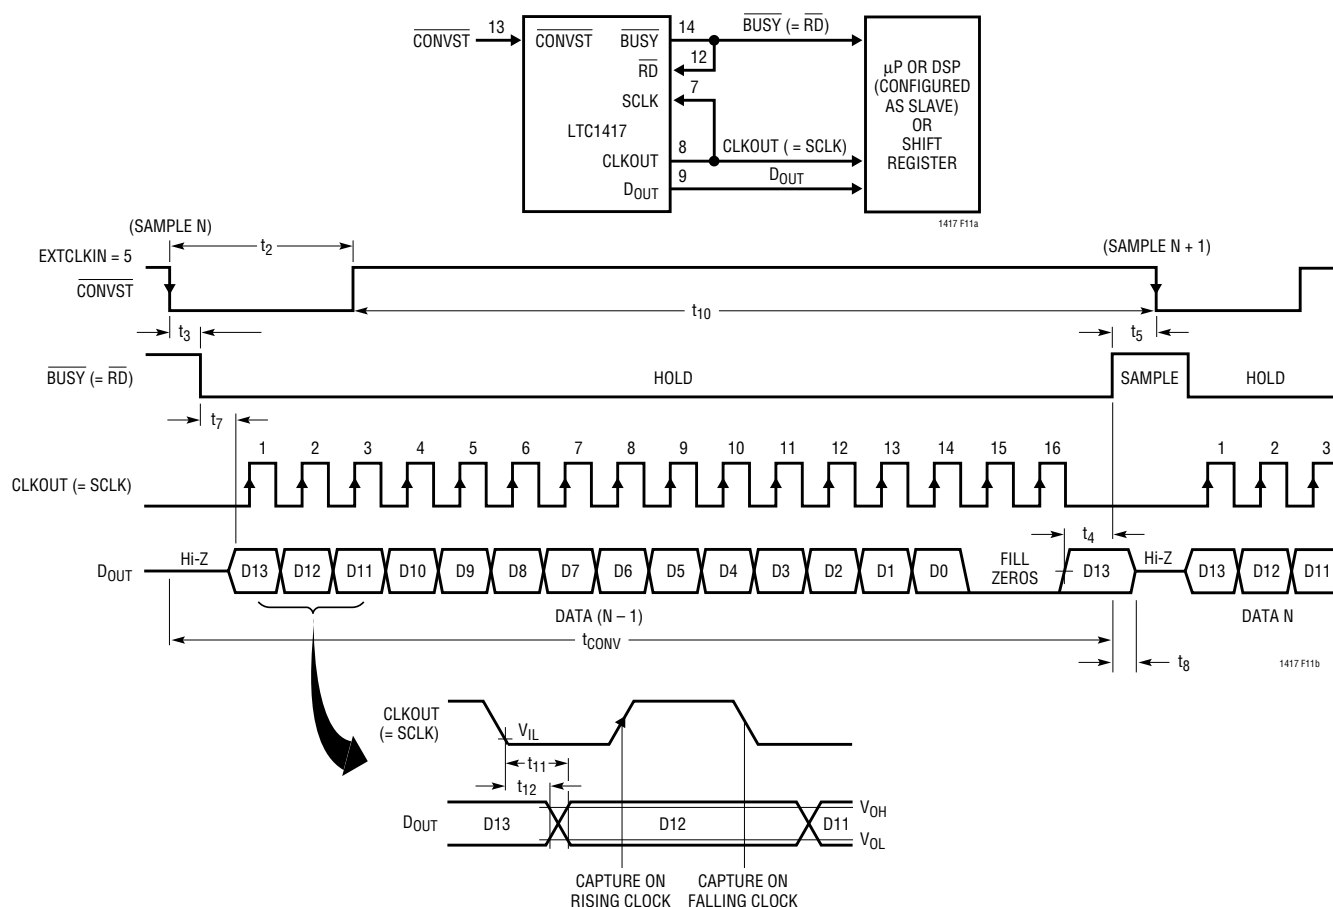 CONVST 13 CONVST BUSY 14 BUSY (= RD)
RD 12
SCLK 7
LTC1417
CLKOUT 8 CLKOUT ( = SCLK)
DOUT 9 DOUT
µP OR DSP
(CONFIGURED
AS SLAVE)
OR
SHIFT
REGISTER
1417 F11a
(SAMPLE N)
t2
(SAMPLE N + 1)
EXTCLKIN = 5
CONVST
t10
t3
t5
BUSY (= RD)
HOLD
SAMPLE
HOLD
t7
1 2 3 4 5 6 7 8 9 10 11 12 13 14 15 16 1 2 3
CLKOUT (= SCLK)
t4
DOUT
Hi-Z
D13 D12 D11 D10 D9 D8 D7 D6 D5 D4 D3 D2 D1 D0
FILL
ZEROS
D13
Hi-Z
D13 D12 D11
DATA (N – 1)
DATA N
tCONV
t8
1417 F11b
CLKOUT
(= SCLK)
VIL
t11
t12
DOUT
D13 D12 D11
VOH
VOL
CAPTURE ON
RISING CLOCK
CAPTURE ON
FALLING CLOCK